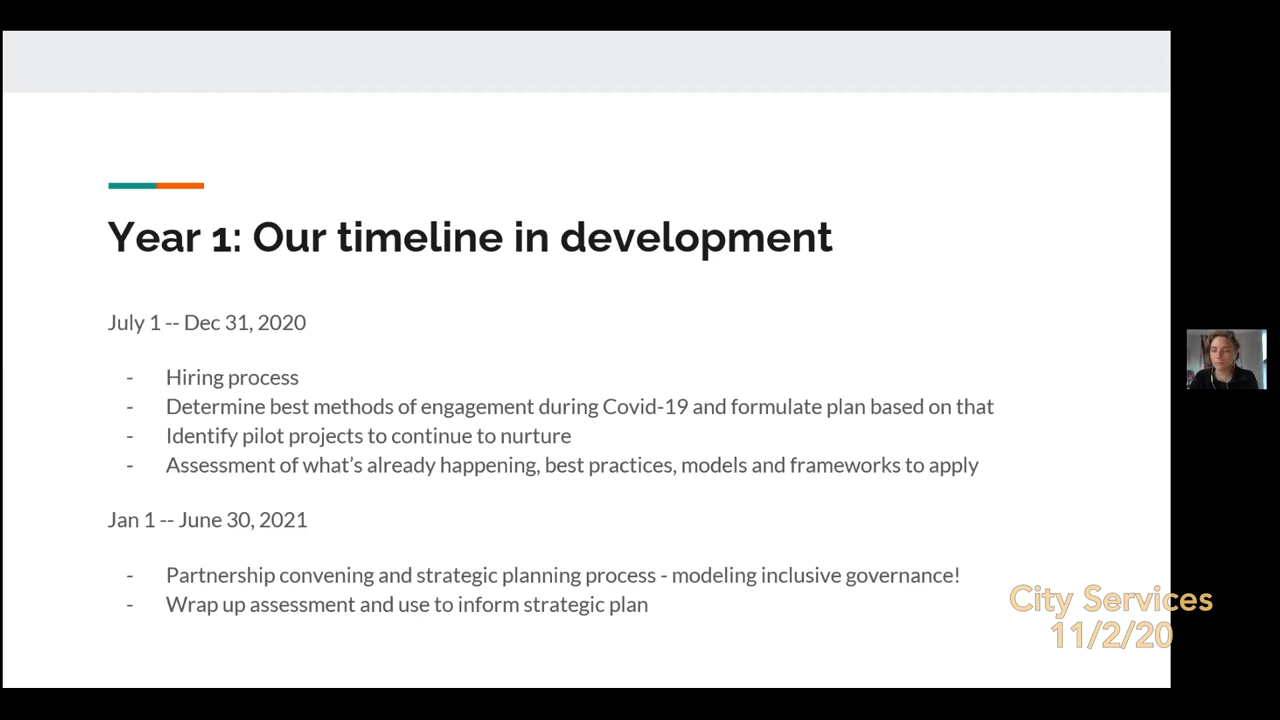 Year 1: Our timeline in development
July 1 -- Dec 31, 2020
- Hiring process
- Determine best methods of engagement during Covid-19 and formulate plan based on that
- Identify pilot projects to continue to nurture
- Assessment of what’s already happening, best practices, models and frameworks to apply
Jan 1 -- June 30, 2021
- Partnership convening and strategic planning process - modeling inclusive governance!
- Wrap up assessment and use to inform strategic plan
City Services
11/2/20